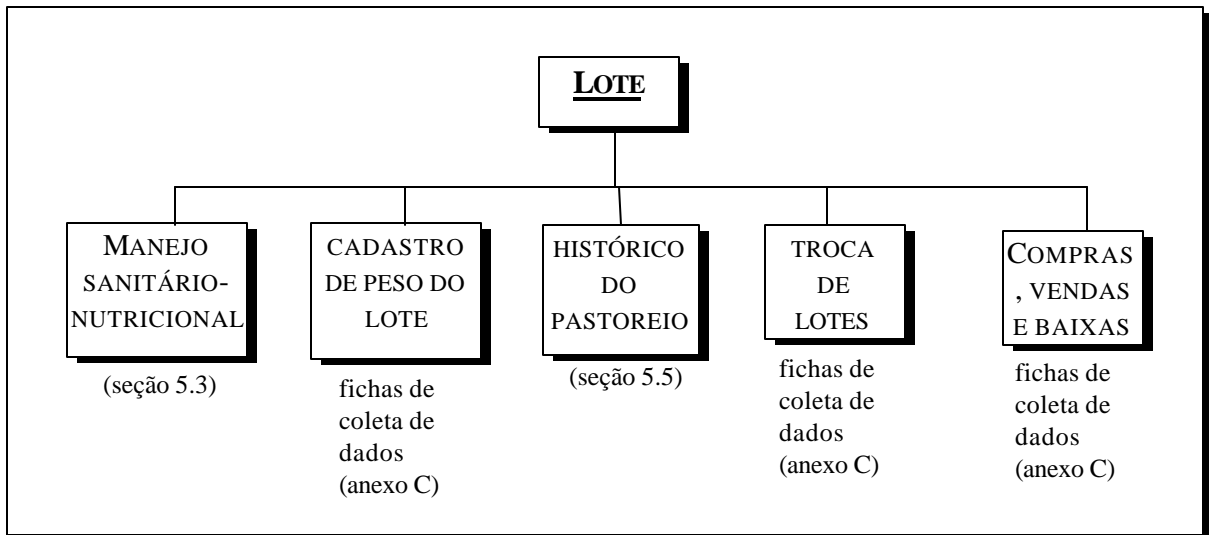 LOTE
MANEJO
SANITÁRIO-
NUTRICIONAL
(seção 5.3)
CADASTRO
DE PESO DO
LOTE
fichas de
coleta de
dados
(anexo C)
HISTÓRICO
DO
PASTOREIO
(seção 5.5)
TROCA
DE
LOTES
fichas de
coleta de
dados
(anexo C)
COMPRAS
, VENDAS
E BAIXAS
fichas de
coleta de
dados
(anexo C)